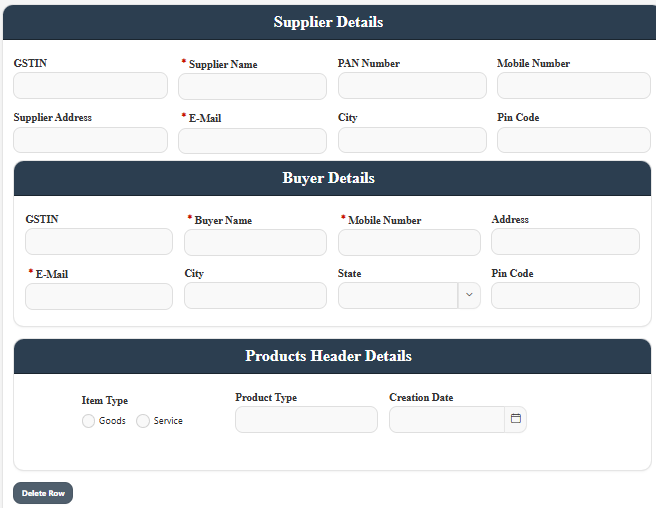 Supplier Details
GSTIN * Supplier Name PAN Number Mobile Number
Supplier Address * E-Mail City Pin Code
Buyer Details
GSTIN * Buyer Name * Mobile Number Address
* E-Mail City State Pin Code
Products Header Details
Item Type Product Type Creation Date
Goods Service
Delete Row